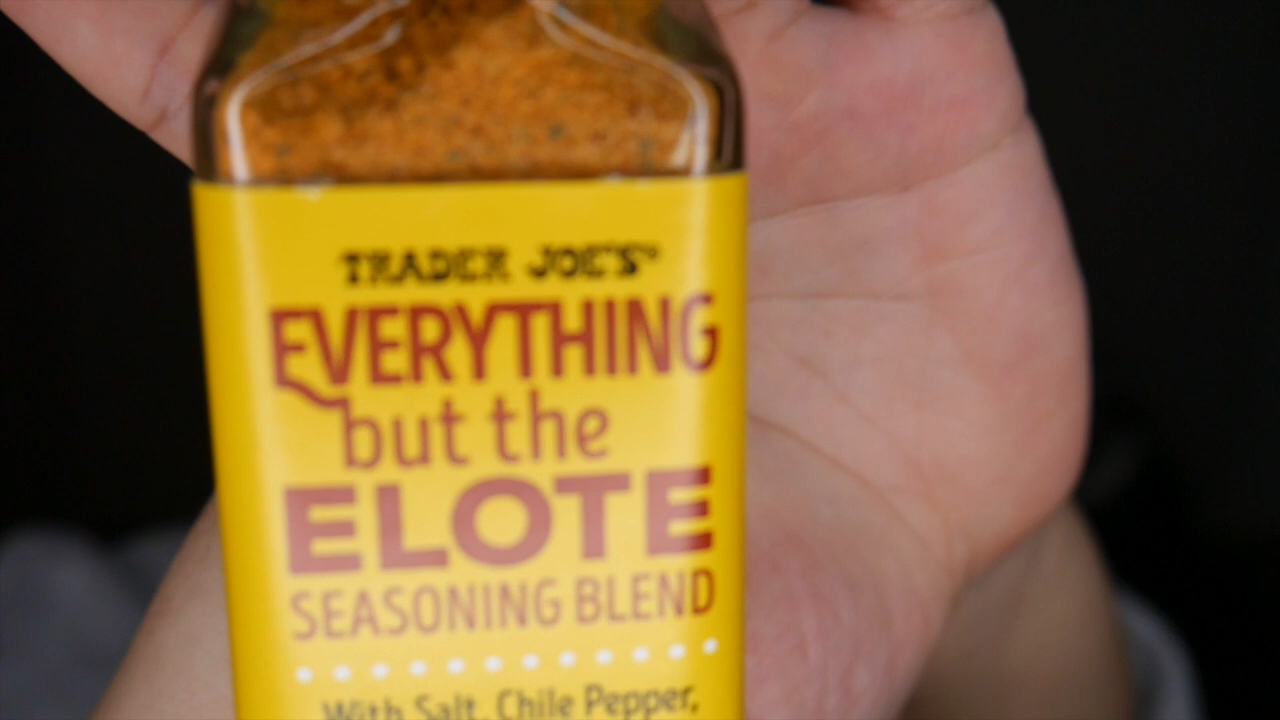 TRADER JOE'S®
EVERYTHING
but the
ELOTE
SEASONING BLEND
With Salt, Chile Pepper,